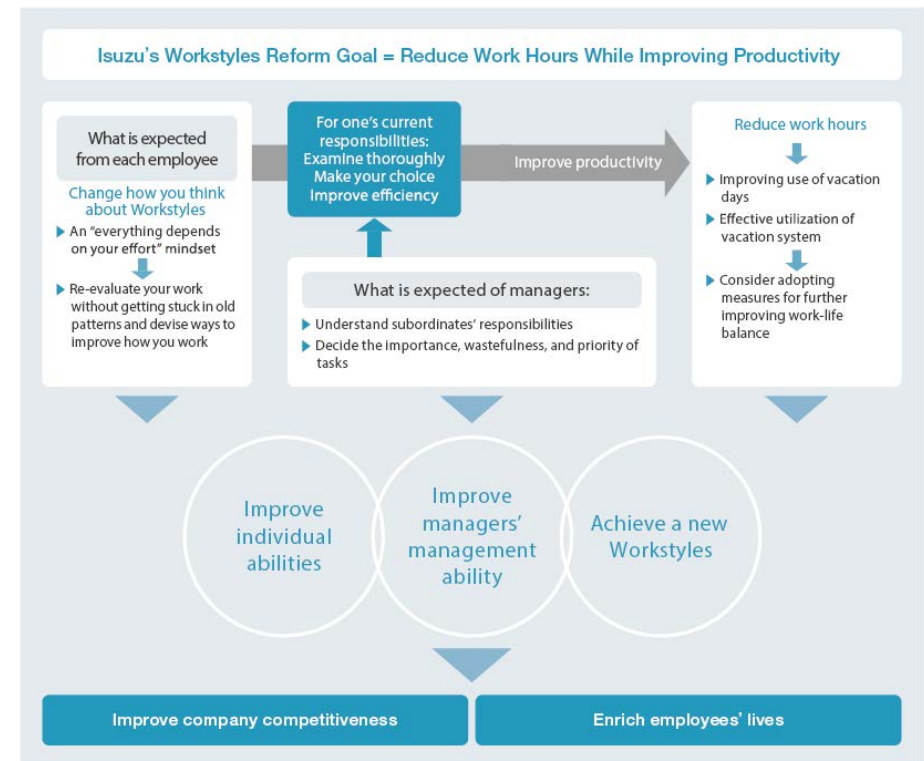 Isuzu's Workstyles Reform Goal = Reduce Work Hours While Improving Productivity
What is expected
from each employee
Change how you think
about Workstyles
An “everything depends
on your effort” mindset
Re-evaluate your work
without getting stuck in old
patterns and devise ways to
improve how you work
For one's current
responsibilities:
Examine thoroughly
Make your choice
Improve efficiency
Improve productivity
What is expected of managers:
Understand subordinates' responsibilities
Decide the importance, wastefulness, and priority of
tasks
Reduce work hours
Improving use of vacation
days
Effective utilization of
vacation system
Consider adopting
measures for further
improving work-life
balance
Improve
individual
abilities
Improve
managers'
management
ability
Achieve a new
Workstyles
Improve company competitiveness
Enrich employees' lives